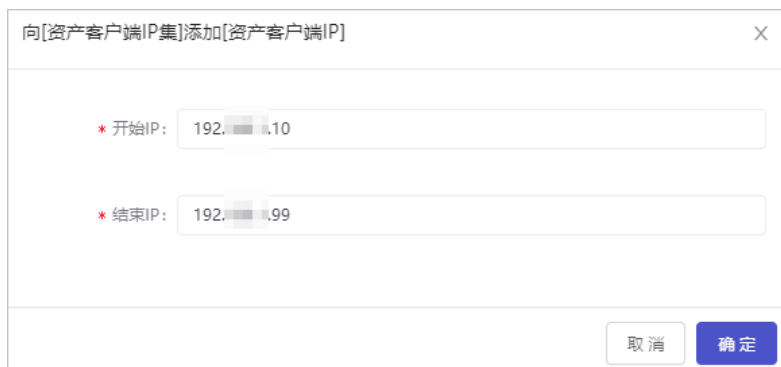 向[资产客户端IP集]添加[资产客户端IP]
* 开始IP: 192. .10
* 结束IP: 192. .99
取 消 确 定